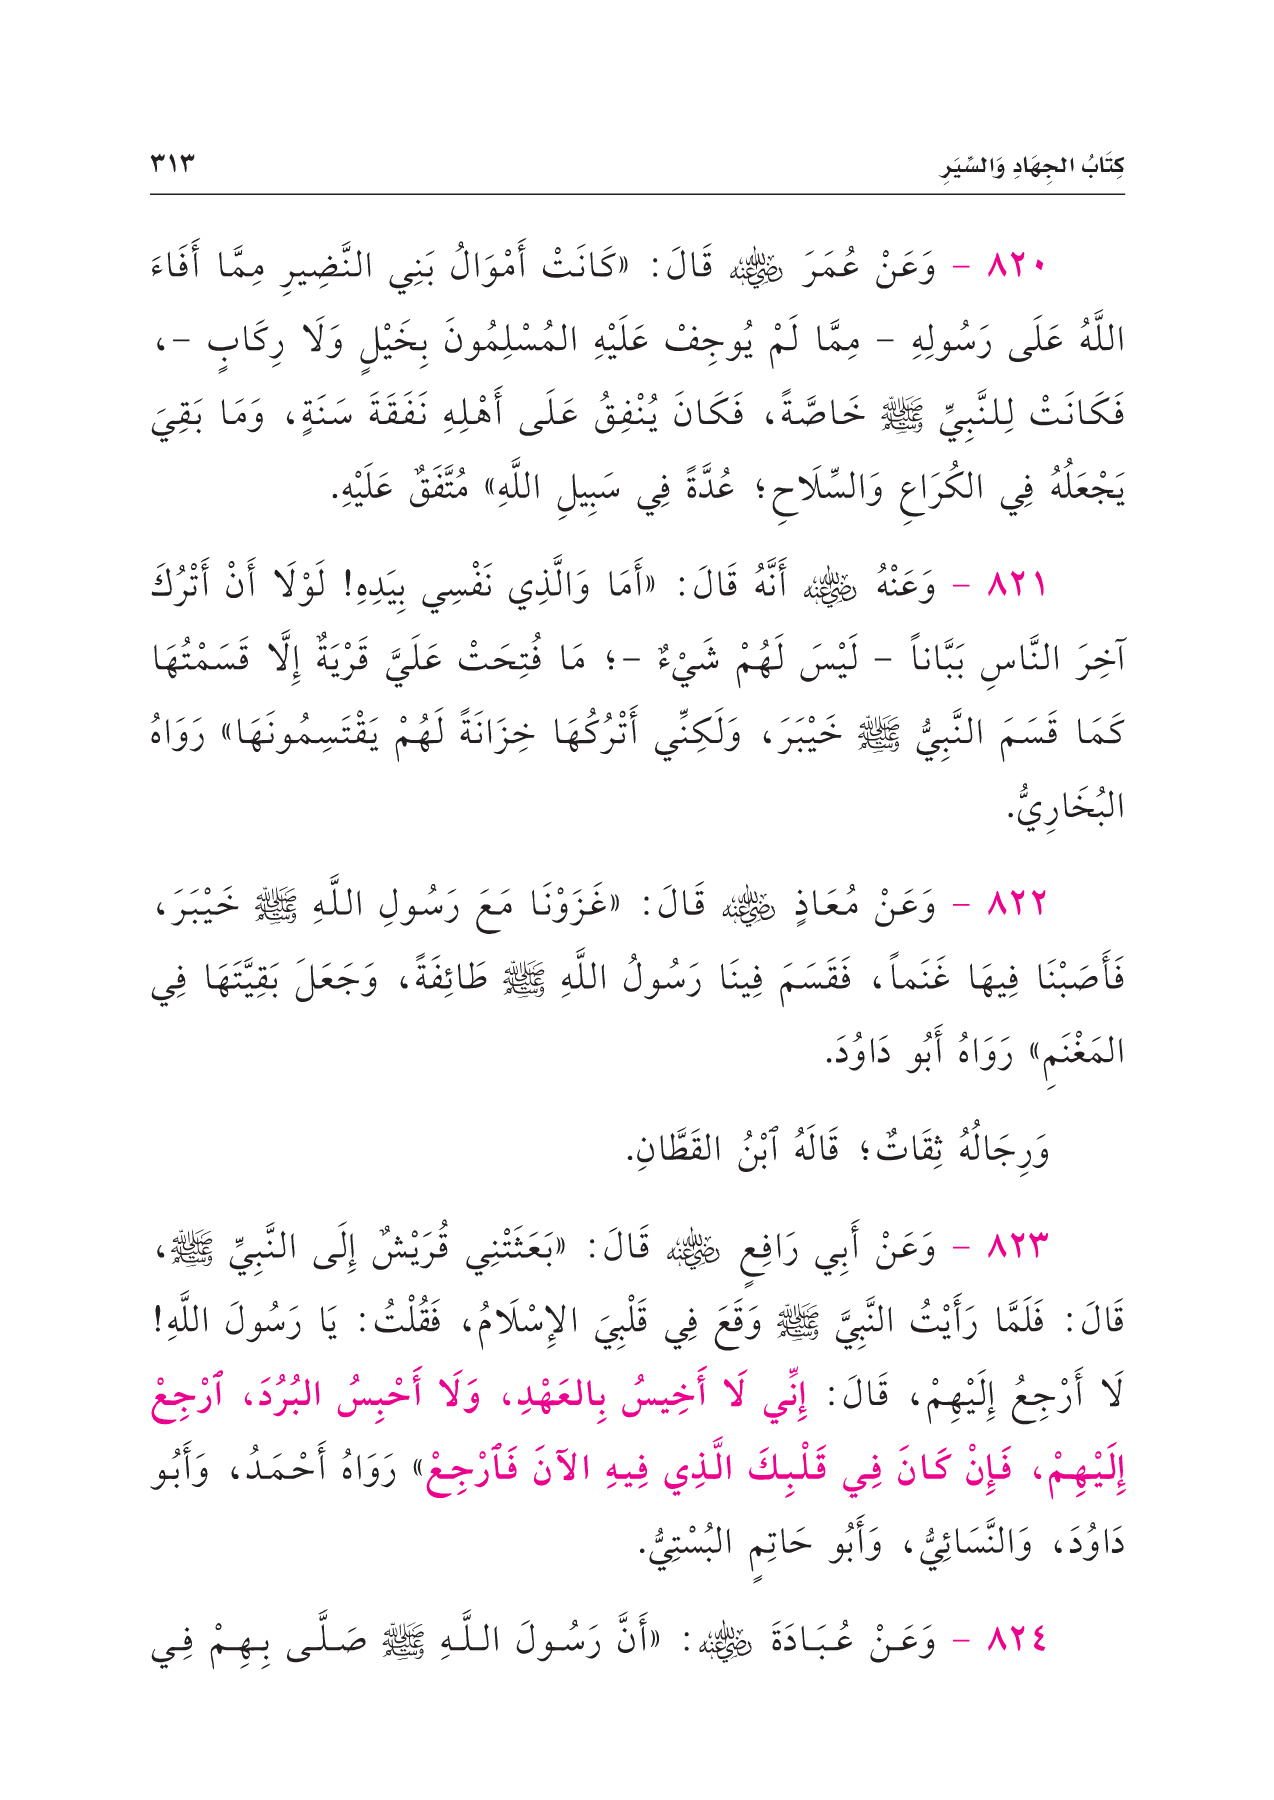 كِتَابُ الجِهَادِ وَالسِّيَرِ ٣١٣
٨٢٠ - وَعَنْ عُمَرَ رضي الله عنه قَالَ: «كَانَتْ أَمْوَالُ بَنِي النَّضِيرِ مِمَّا أَفَاءَ
اللَّهُ عَلَى رَسُولِهِ - مِمَّا لَمْ يُوجِفْ عَلَيْهِ المُسْلِمُونَ بِخَيْلٍ وَلَا رِكَابٍ -،
فَكَانَتْ لِلنَّبِيِّ ﷺ خَاصَّةً، فَكَانَ يُنْفِقُ عَلَى أَهْلِهِ نَفَقَةَ سَنَةٍ، وَمَا بَقِيَ
يَجْعَلُهُ فِي الكُرَاعِ وَالسِّلَاحِ؛ عُدَّةً فِي سَبِيلِ اللَّهِ» مُتَّفَقٌ عَلَيْهِ.
٨٢١ - وَعَنْهُ رضي الله عنه أَنَّهُ قَالَ: «أَمَا وَالَّذِي نَفْسِي بِيَدِهِ! لَوْلَا أَنْ أَتْرُكَ
آخِرَ النَّاسِ بَبَّاناً - لَيْسَ لَهُمْ شَيْءٌ -؛ مَا فُتِحَتْ عَلَيَّ قَرْيَةٌ إِلَّا قَسَمْتُهَا
كَمَا قَسَمَ النَّبِيُّ ﷺ خَيْبَرَ، وَلَكِنِّي أَتْرُكُهَا خِزَانَةً لَهُمْ يَقْتَسِمُونَهَا» رَوَاهُ
البُخَارِيُّ.
٨٢٢ - وَعَنْ مُعَاذٍ رضي الله عنه قَالَ: «غَزَوْنَا مَعَ رَسُولِ اللَّهِ ﷺ خَيْبَرَ،
فَأَصَبْنَا فِيهَا غَنَماً، فَقَسَمَ فِينَا رَسُولُ اللَّهِ ﷺ طَائِفَةً، وَجَعَلَ بَقِيَّتَهَا فِي
المَغْنَمِ» رَوَاهُ أَبُو دَاوُدَ.
وَرِجَالُهُ ثِقَاتٌ؛ قَالَهُ ٱبْنُ القَطَّانِ.
٨٢٣ - وَعَنْ أَبِي رَافِعٍ رضي الله عنه قَالَ: «بَعَثَتْنِي قُرَيْشٌ إِلَى النَّبِيِّ ﷺ،
قَالَ: فَلَمَّا رَأَيْتُ النَّبِيَّ ﷺ وَقَعَ فِي قَلْبِيَ الإِسْلَامُ، فَقُلْتُ: يَا رَسُولَ اللَّهِ!
لَا أَرْجِعُ إِلَيْهِمْ، قَالَ: إِنِّي لَا أَخِيسُ بِالعَهْدِ، وَلَا أَحْبِسُ البُرُدَ، ٱرْجِعْ
إِلَيْهِمْ، فَإِنْ كَانَ فِي قَلْبِكَ الَّذِي فِيهِ الآنَ فَٱرْجِعْ» رَوَاهُ أَحْمَدُ، وَأَبُو
دَاوُدَ، وَالنَّسَائِيُّ، وَأَبُو حَاتِمٍ البُسْتِيُّ.
٨٢٤ - وَعَنْ عُبَادَةَ رضي الله عنه: «أَنَّ رَسُولَ اللَّهِ ﷺ صَلَّى بِهِمْ فِي